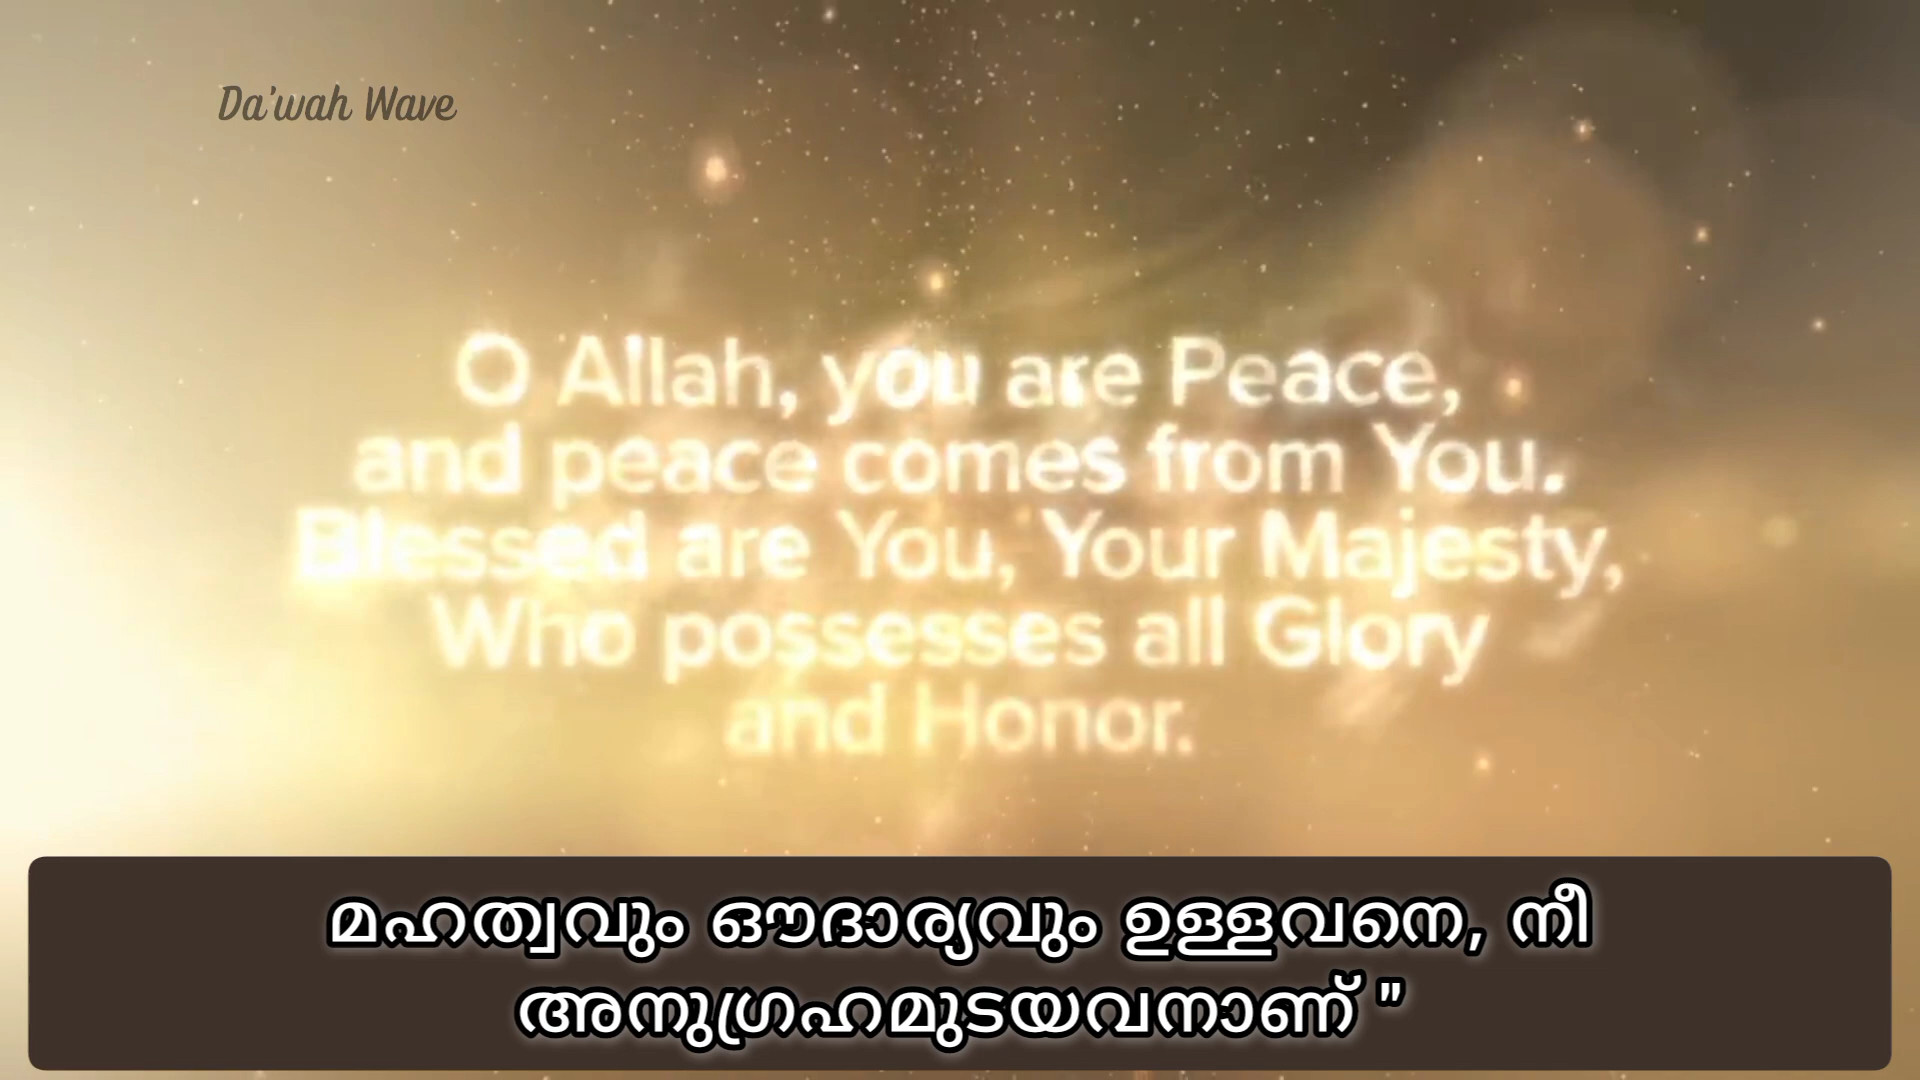 Da'wah Wave
O Allah, you are Peace,
and peace comes from You.
Blessed are You, Your Majesty,
Who possesses all Glory
and Honor.
മഹത്വവും ഔദാര്യവും ഉള്ളവനെ, നീ
അനുഗ്രഹമുടയവനാണ് "